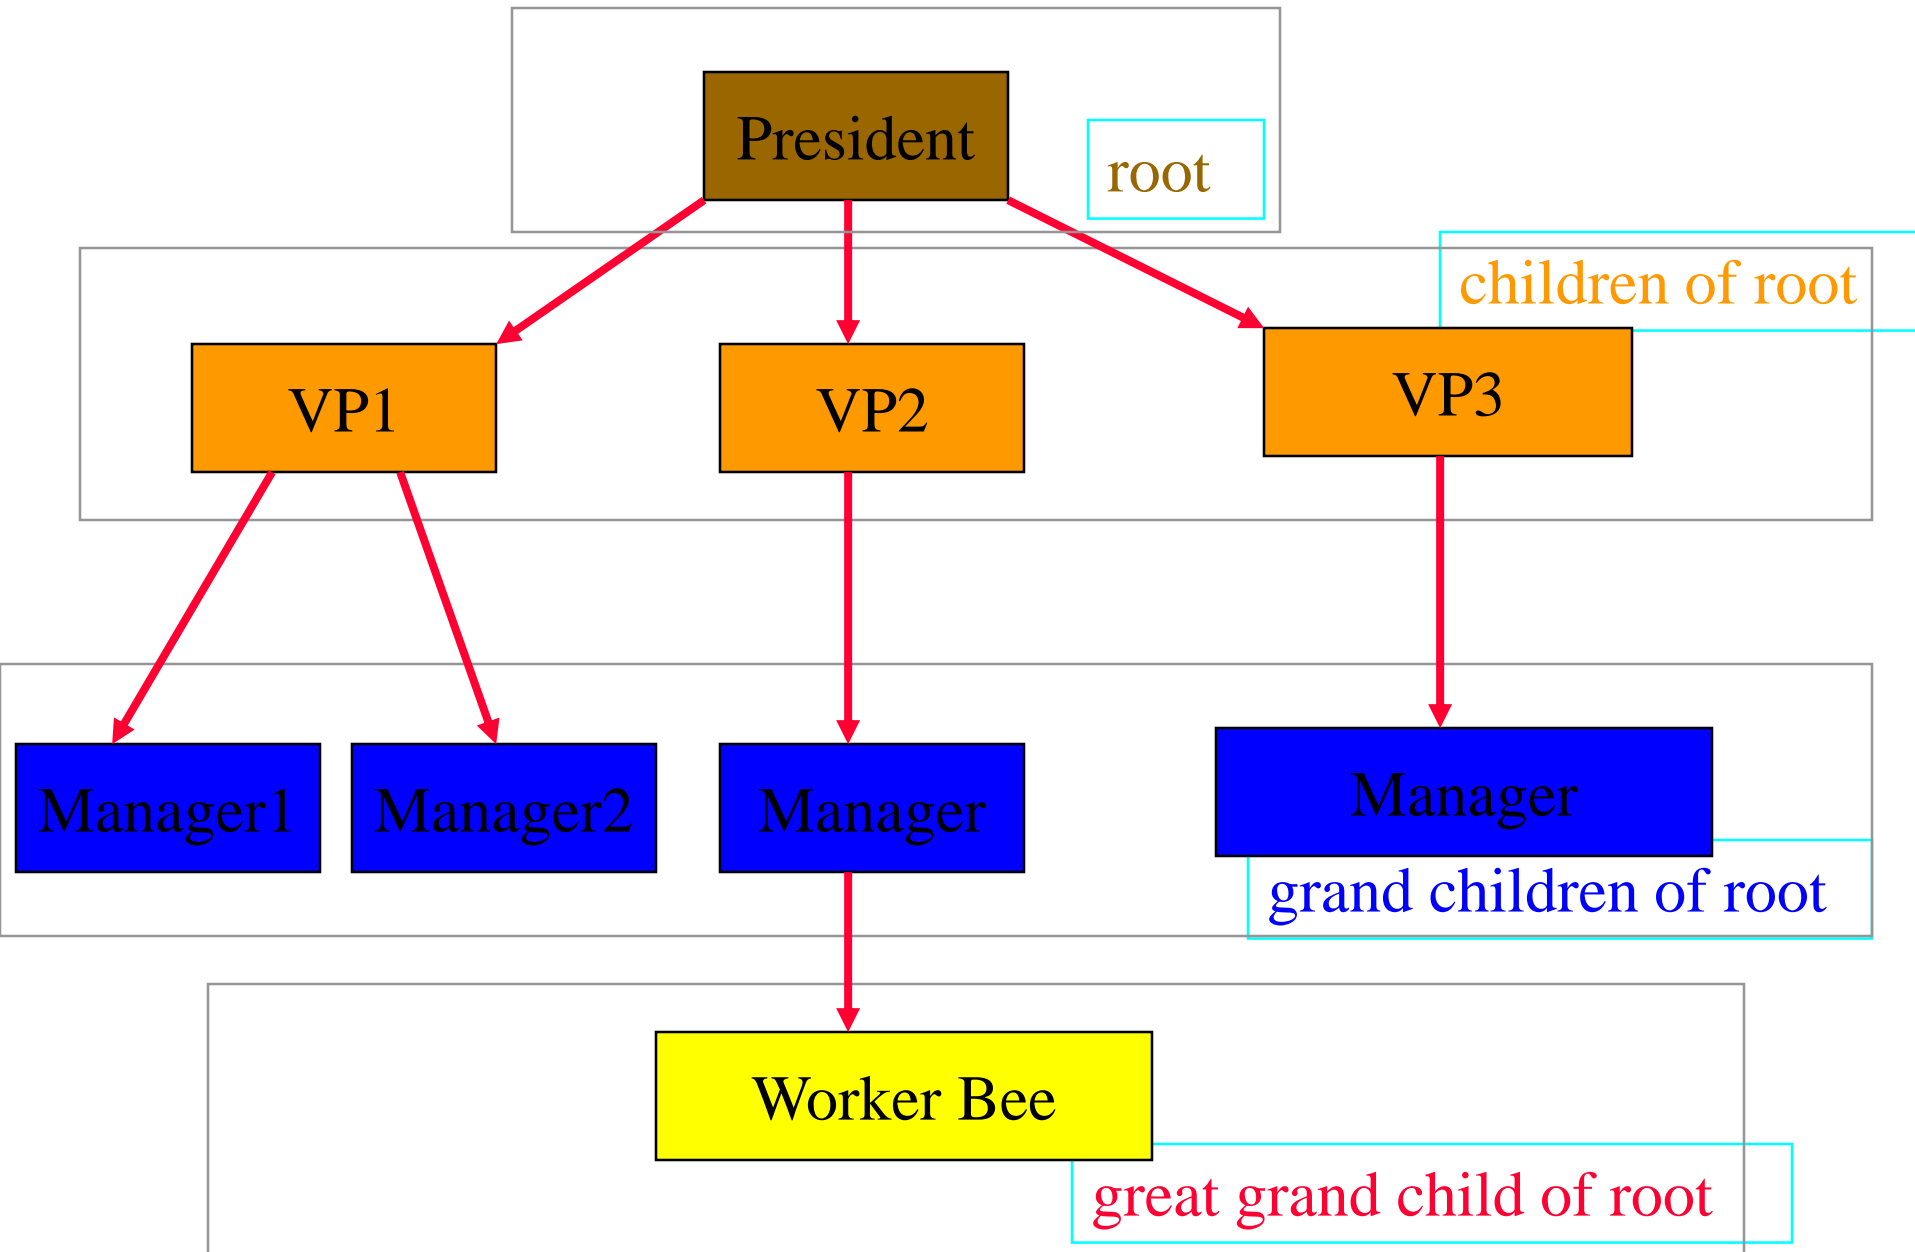 President
root
children of root
VP1
VP2
VP3
Manager1
Manager2
Manager
Manager
grand children of root
Worker Bee
great grand child of root